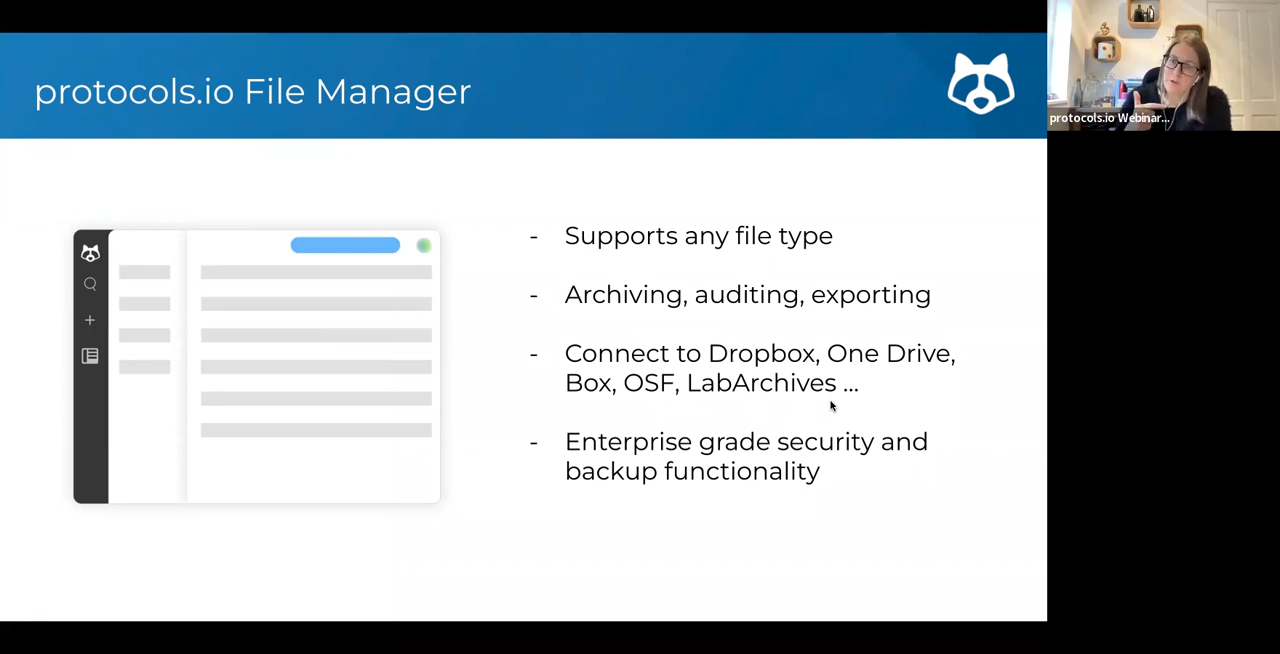 protocols.io File Manager
protocols.io Webinar...
- Supports any file type
- Archiving, auditing, exporting
- Connect to Dropbox, One Drive,
Box, OSF, LabArchives ...
- Enterprise grade security and
backup functionality